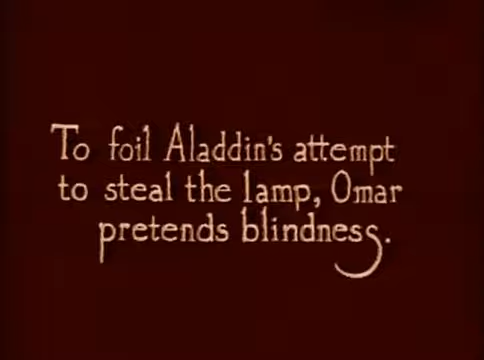 To foil Aladdin's attempt
to steal the lamp, Omar
pretends blindness.